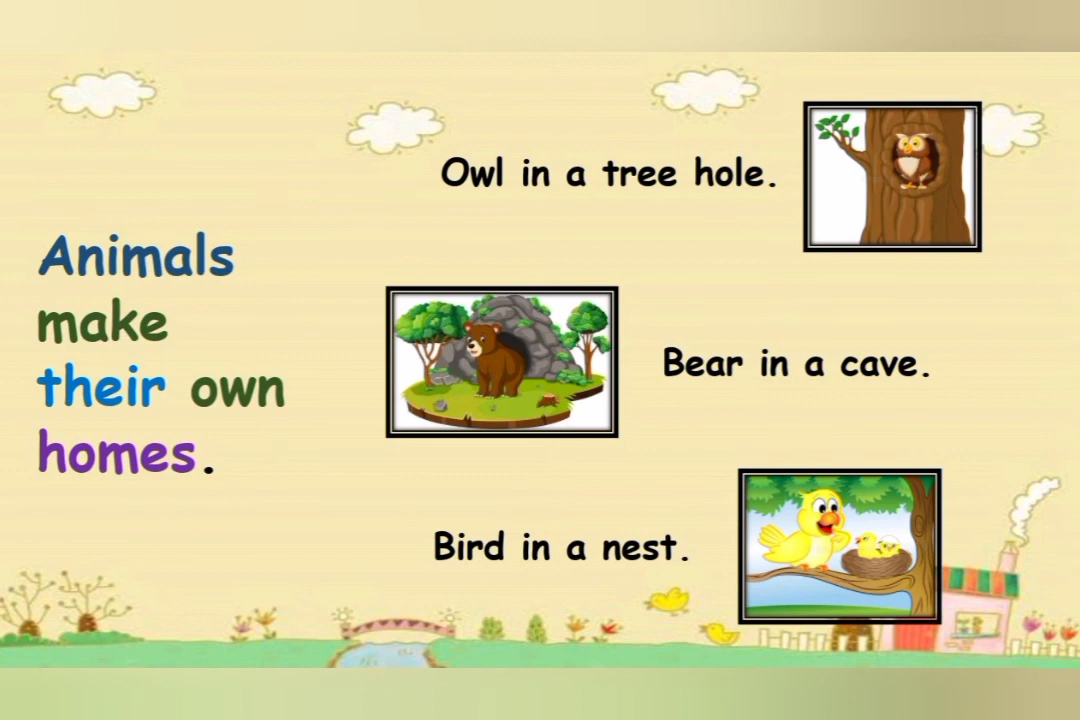 Animals
make
their own
homes.
Owl in a tree hole.
Bear in a cave.
Bird in a nest.